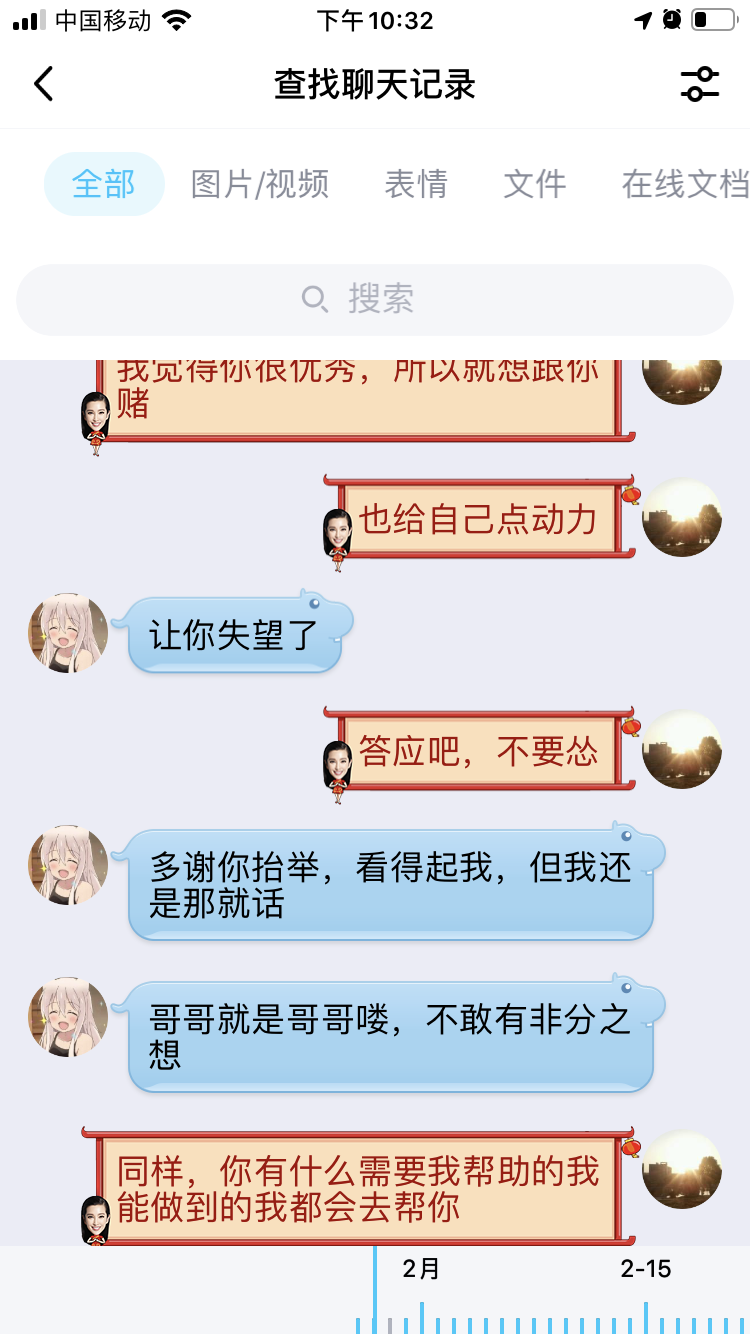 中国移动
下午10:32
查找聊天记录
全部
图片/视频
表情
文件
在线文档
搜索
我觉得你很优秀，所以就想跟你
赌
也给自己点动力
让你失望了
答应吧，不要怂
多谢你抬举，看得起我，但我还
是那就话
哥哥就是哥哥喽，不敢有非分之
想
同样，你有什么需要我帮助的我
能做到的我都会去帮你
2月
2-15